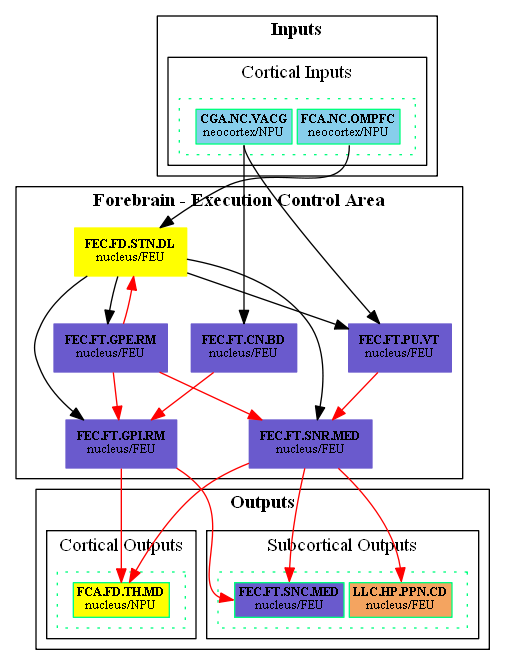 Inputs
Cortical Inputs
CGA.NC.VACG
neocortex/NPU
FCA.NC.OMPFC
neocortex/NPU
Forebrain - Execution Control Area
FEC.FD.STN.DL
nucleus/FEU
FEC.FT.GPE.RM
nucleus/FEU
FEC.FT.CN.BD
nucleus/FEU
FEC.FT.PU.VT
nucleus/FEU
FEC.FT.GPI.RM
nucleus/FEU
FEC.FT.SNR.MED
nucleus/FEU
Outputs
Cortical Outputs
FCA.FD.TH.MD
nucleus/NPU
Subcortical Outputs
FEC.FT.SNC.MED
nucleus/FEU
LLC.HP.PPN.CD
nucleus/FEU